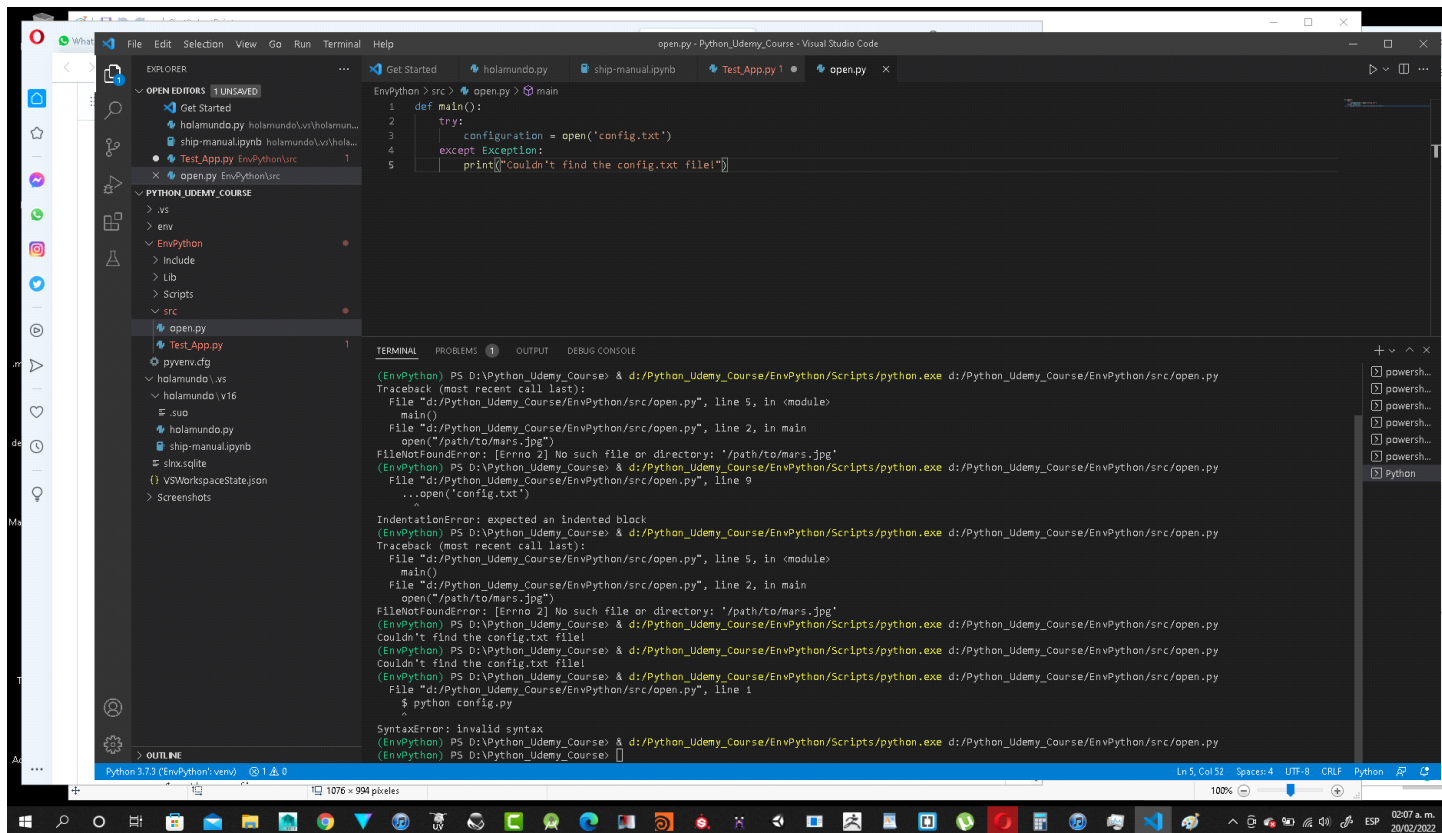 What
File Edit Selection View Go Run Terminal Help
open.py - Python_Udemy_Course - Visual Studio Code
EXPLORER
Get Started holamundo.py ship-manual.ipynb Test_App.py 1 open.py
OPEN EDITORS 1 UNSAVED
Get Started
holamundo.py holamundo\.vs\holamun...
ship-manual.ipynb holamundo\.vs\hola...
Test_App.py EnvPython\src 1
open.py EnvPython\src
PYTHON_UDEMY_COURSE
.vs
env
EnvPython
Include
Lib
Scripts
src
open.py
Test_App.py 1
pyvenv.cfg
holamundo\.vs
holamundo\v16
.suo
holamundo.py
ship-manual.ipynb
slnx.sqlite
VSWorkspaceState.json
Screenshots
OUTLINE
EnvPython > src > open.py > main
1 def main():
2 try:
3 configuration = open('config.txt')
4 except Exception:
5 print("Couldn't find the config.txt file!")
TERMINAL PROBLEMS 1 OUTPUT DEBUG CONSOLE
(EnvPython) PS D:\Python_Udemy_Course> & d:/Python_Udemy_Course/EnvPython/Scripts/python.exe d:/Python_Udemy_Course/EnvPython/src/open.py
Traceback (most recent call last):
File "d:/Python_Udemy_Course/EnvPython/src/open.py", line 5, in <module>
main()
File "d:/Python_Udemy_Course/EnvPython/src/open.py", line 2, in main
open("/path/to/mars.jpg")
FileNotFoundError: [Errno 2] No such file or directory: '/path/to/mars.jpg'
(EnvPython) PS D:\Python_Udemy_Course> & d:/Python_Udemy_Course/EnvPython/Scripts/python.exe d:/Python_Udemy_Course/EnvPython/src/open.py
File "d:/Python_Udemy_Course/EnvPython/src/open.py", line 9
...open('config.txt')
^
IndentationError: expected an indented block
(EnvPython) PS D:\Python_Udemy_Course> & d:/Python_Udemy_Course/EnvPython/Scripts/python.exe d:/Python_Udemy_Course/EnvPython/src/open.py
Traceback (most recent call last):
File "d:/Python_Udemy_Course/EnvPython/src/open.py", line 5, in <module>
main()
File "d:/Python_Udemy_Course/EnvPython/src/open.py", line 2, in main
open("/path/to/mars.jpg")
FileNotFoundError: [Errno 2] No such file or directory: '/path/to/mars.jpg'
(EnvPython) PS D:\Python_Udemy_Course> & d:/Python_Udemy_Course/EnvPython/Scripts/python.exe d:/Python_Udemy_Course/EnvPython/src/open.py
Couldn't find the config.txt file!
(EnvPython) PS D:\Python_Udemy_Course> & d:/Python_Udemy_Course/EnvPython/Scripts/python.exe d:/Python_Udemy_Course/EnvPython/src/open.py
Couldn't find the config.txt file!
(EnvPython) PS D:\Python_Udemy_Course> & d:/Python_Udemy_Course/EnvPython/Scripts/python.exe d:/Python_Udemy_Course/EnvPython/src/open.py
File "d:/Python_Udemy_Course/EnvPython/src/open.py", line 1
$ python config.py
^
SyntaxError: invalid syntax
(EnvPython) PS D:\Python_Udemy_Course> & d:/Python_Udemy_Course/EnvPython/Scripts/python.exe d:/Python_Udemy_Course/EnvPython/src/open.py
(EnvPython) PS D:\Python_Udemy_Course>
powersh...
powersh...
powersh...
powersh...
powersh...
powersh...
Python
Python 3.7.3 ('EnvPython': venv) 1 0
Ln 5, Col 52 Spaces: 4 UTF-8 CRLF Python
1076 × 994 píxeles
100%
ESP
02:07 a. m.
20/02/2022